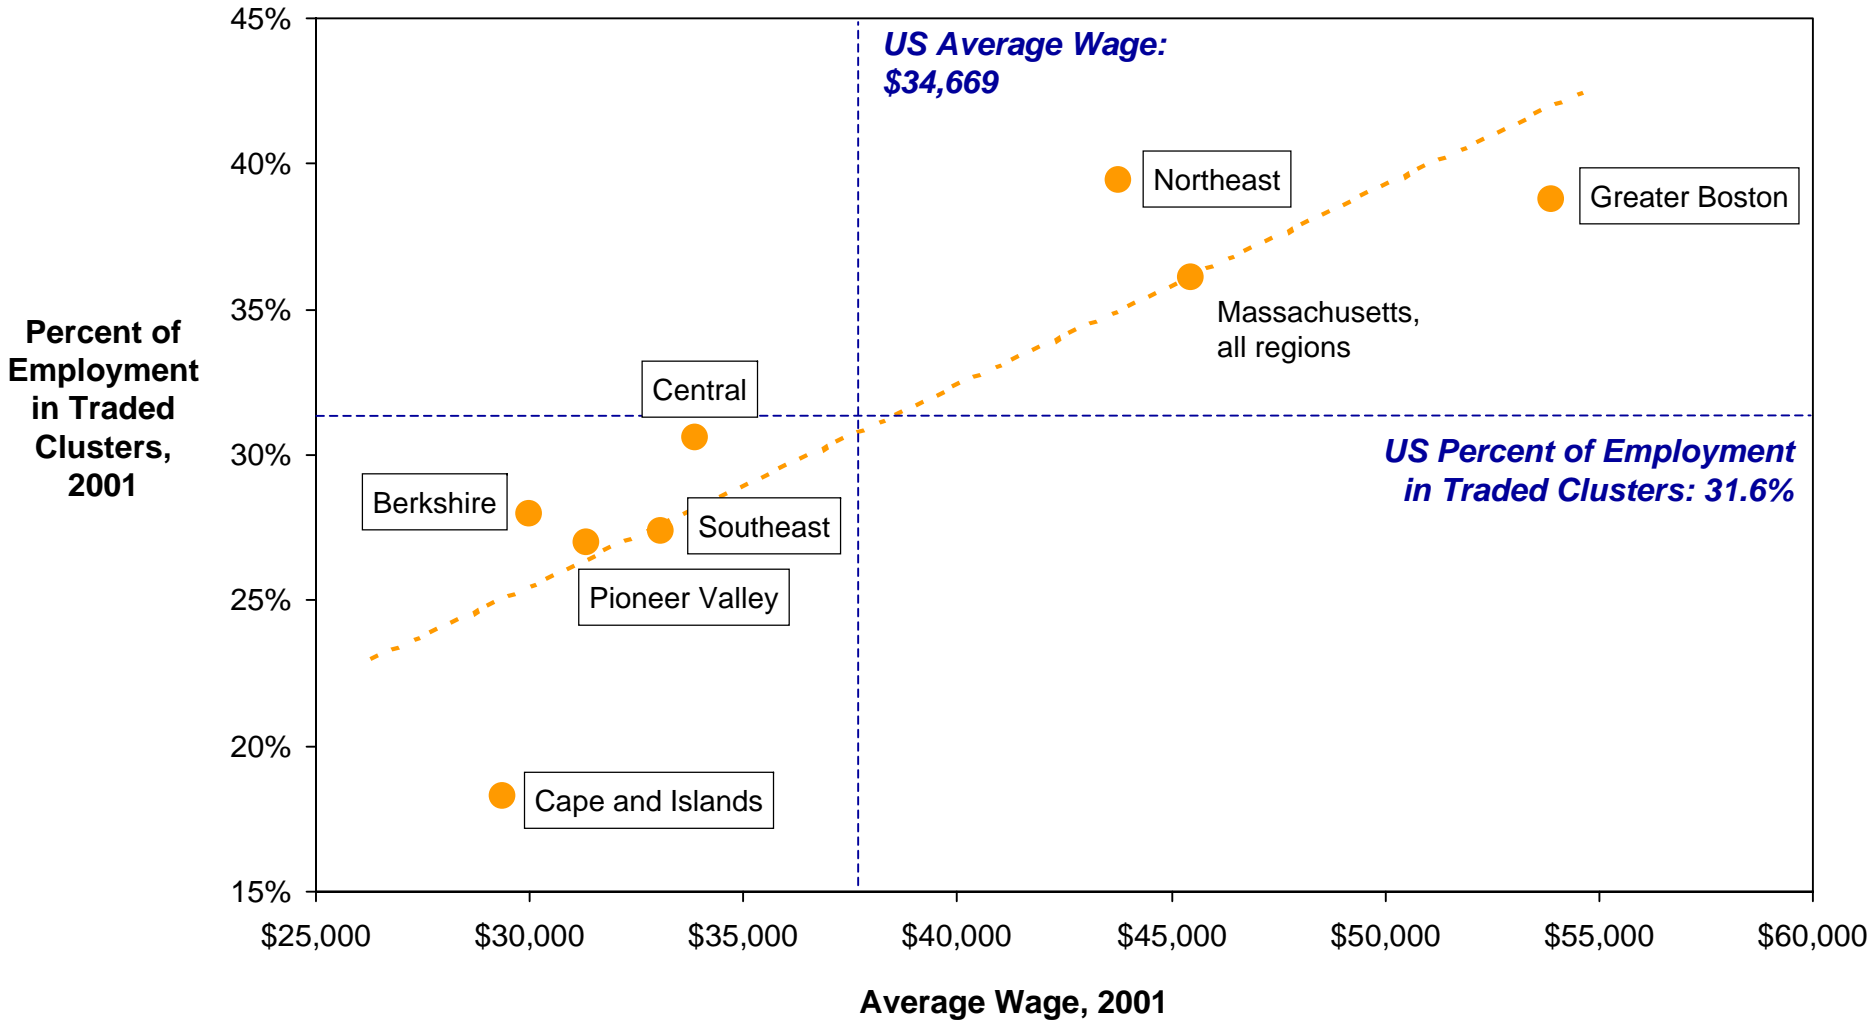 45%
US Average Wage:
$34,669
40%
Northeast
Greater Boston
35%
Massachusetts,
all regions
Percent of
Employment
in Traded
Clusters,
2001
Central
30%
US Percent of Employment
in Traded Clusters: 31.6%
Berkshire
Southeast
25%
Pioneer Valley
20%
Cape and Islands
15%
$25,000 $30,000 $35,000 $40,000 $45,000 $50,000 $55,000 $60,000
Average Wage, 2001